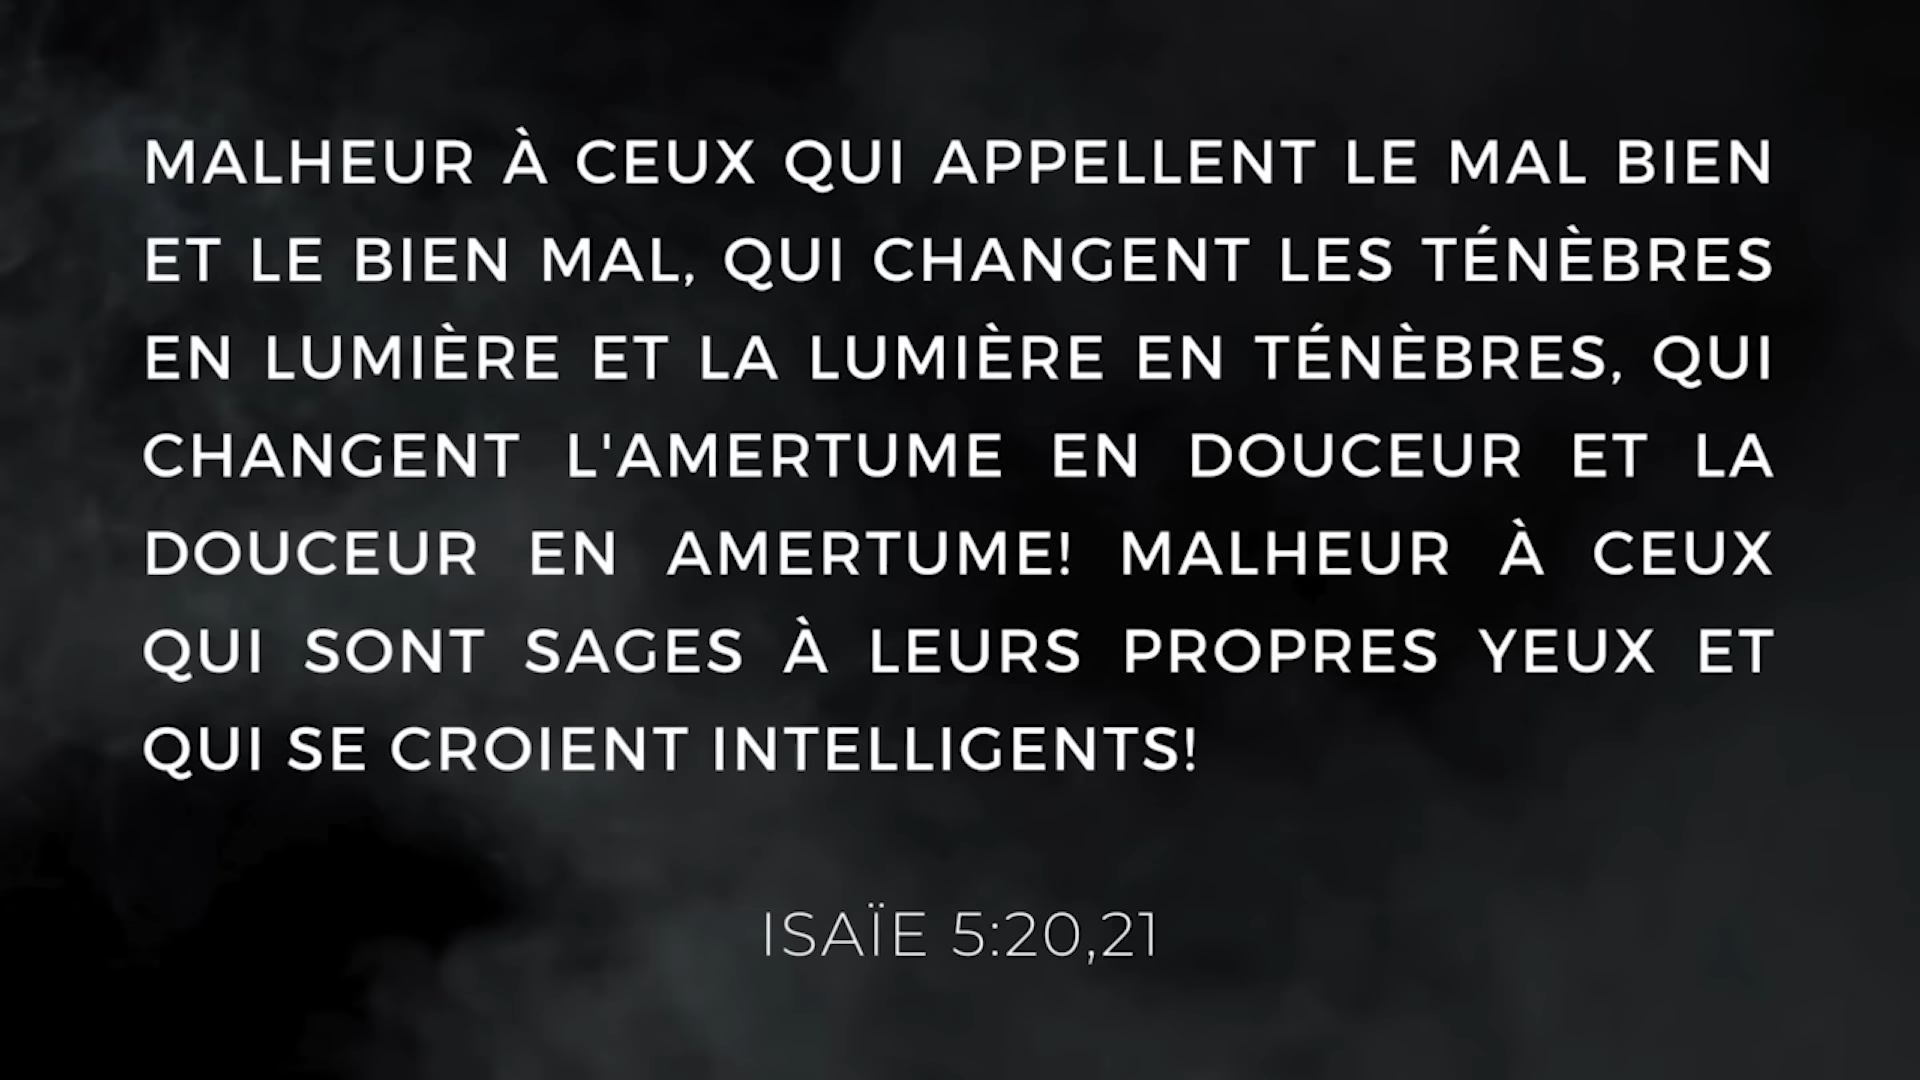 MALHEUR À CEUX QUI APPELLENT LE MAL BIEN
ET LE BIEN MAL, QUI CHANGENT LES TÉNÈBRES
EN LUMIÈRE ET LA LUMIÈRE EN TÉNÈBRES, QUI
CHANGENT L'AMERTUME EN DOUCEUR ET LA
DOUCEUR EN AMERTUME! MALHEUR À CEUX
QUI SONT SAGES À LEURS PROPRES YEUX ET
QUI SE CROIENT INTELLIGENTS!
ISAÏE 5:20,21